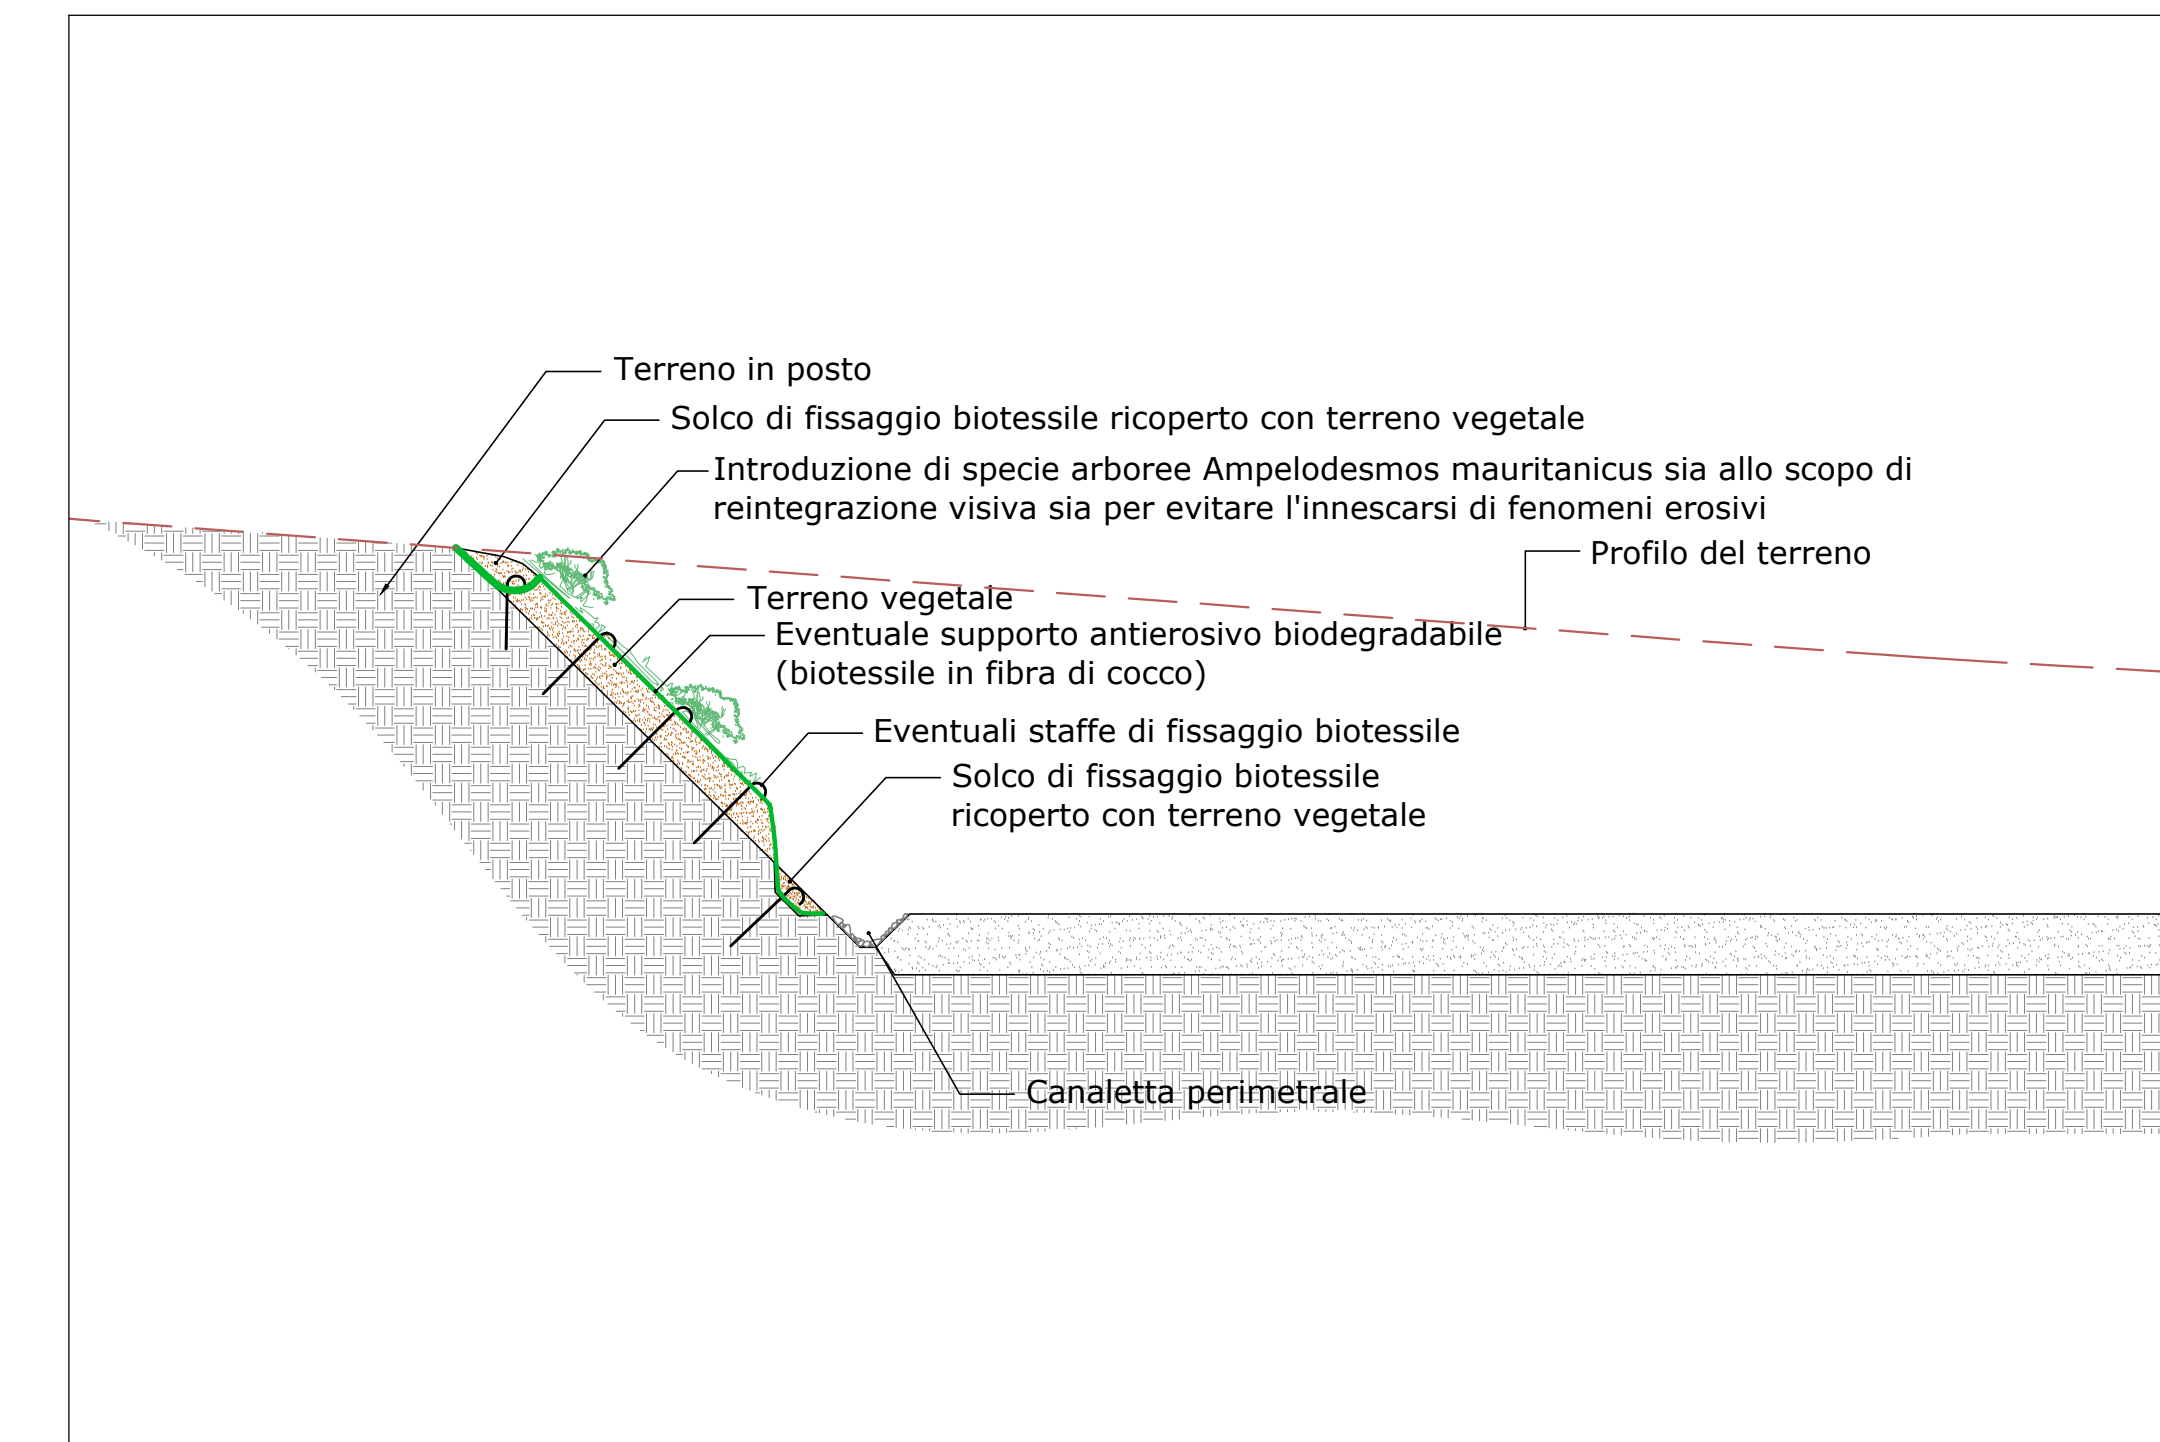 Terreno in posto
Solco di fissaggio biotessile ricoperto con terreno vegetale
Introduzione di specie arboree Ampelodesmos mauritanicus sia allo scopo di
reintegrazione visiva sia per evitare l'innescarsi di fenomeni erosivi
Profilo del terreno
Terreno vegetale
Eventuale supporto antierosivo biodegradabile
(biotessile in fibra di cocco)
Eventuali staffe di fissaggio biotessile
Solco di fissaggio biotessile
ricoperto con terreno vegetale
Canaletta perimetrale